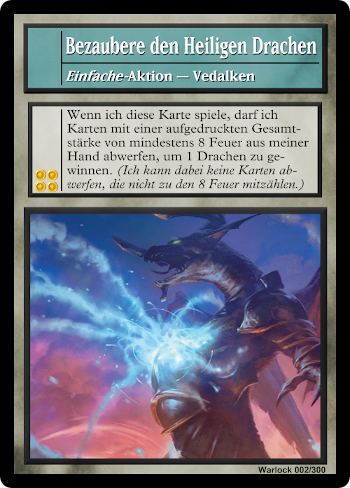 Bezaubere den Heiligen Drachen
Einfache-Aktion — Vedalken
Wenn ich diese Karte spiele, darf ich
Karten mit einer aufgedruckten Gesamt-
stärke von mindestens 8 Feuer aus meiner
Hand abwerfen, um 1 Drachen zu ge-
winnen. (Ich kann dabei keine Karten ab-
werfen, die nicht zu den 8 Feuer mitzählen.)
Warlock 002/300